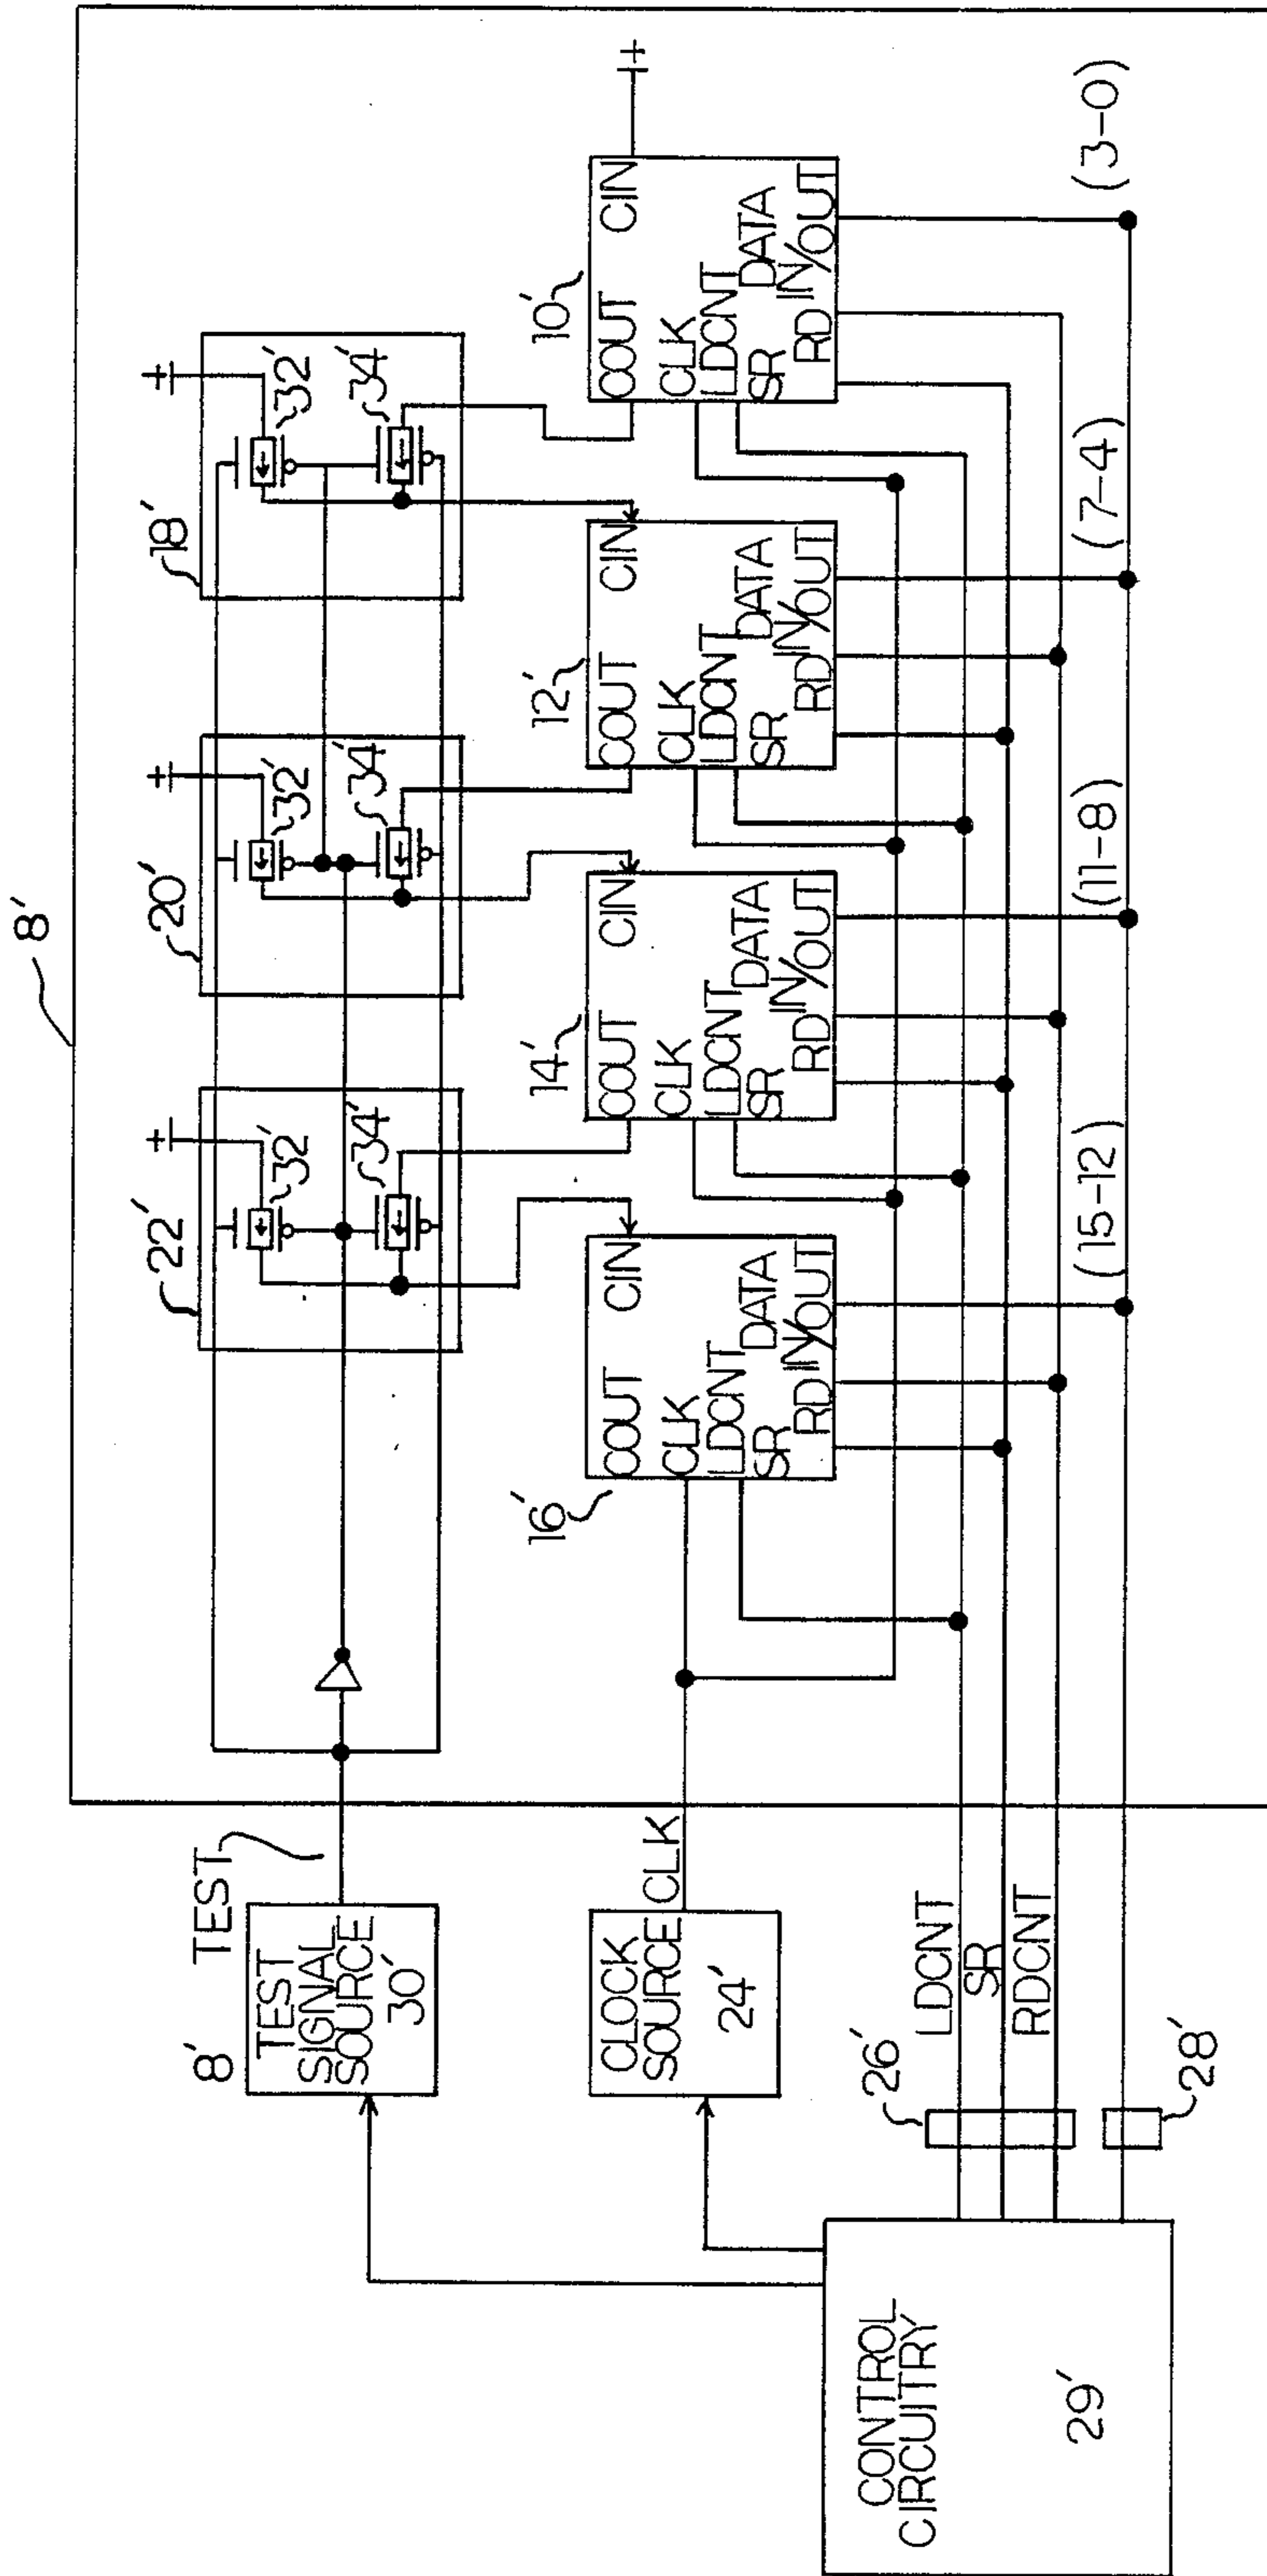 8'
22'
20'
18'
+
+
+
32'
32'
32'
34'
34'
34'
8'
TEST
TEST
SIGNAL
SOURCE
30'
16'
14'
12'
10'
COUT CIN
CLK
LDCNT
SR DATA
RD IN/OUT
COUT CIN
CLK
LDCNT
SR DATA
RD IN/OUT
COUT CIN
CLK
LDCNT
SR DATA
RD IN/OUT
COUT CIN
CLK
LDCNT
SR DATA
RD IN/OUT
+
CLOCK
SOURCE
24'
CLK
26'
LDCNT
SR
RDCNT
28'
(15-12)
(11-8)
(7-4)
(3-0)
CONTROL
CIRCUITRY
29'